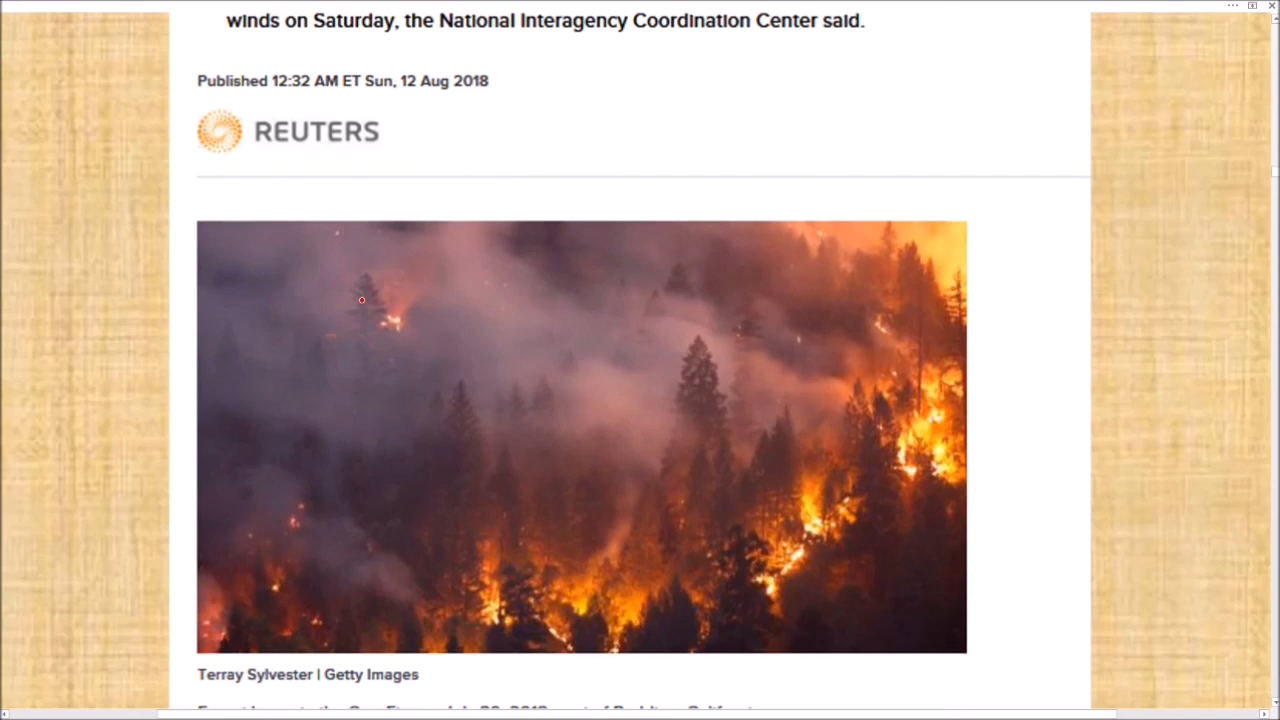 winds on Saturday, the National Interagency Coordination Center said.
Published 12:32 AM ET Sun, 12 Aug 2018
REUTERS
Terray Sylvester | Getty Images